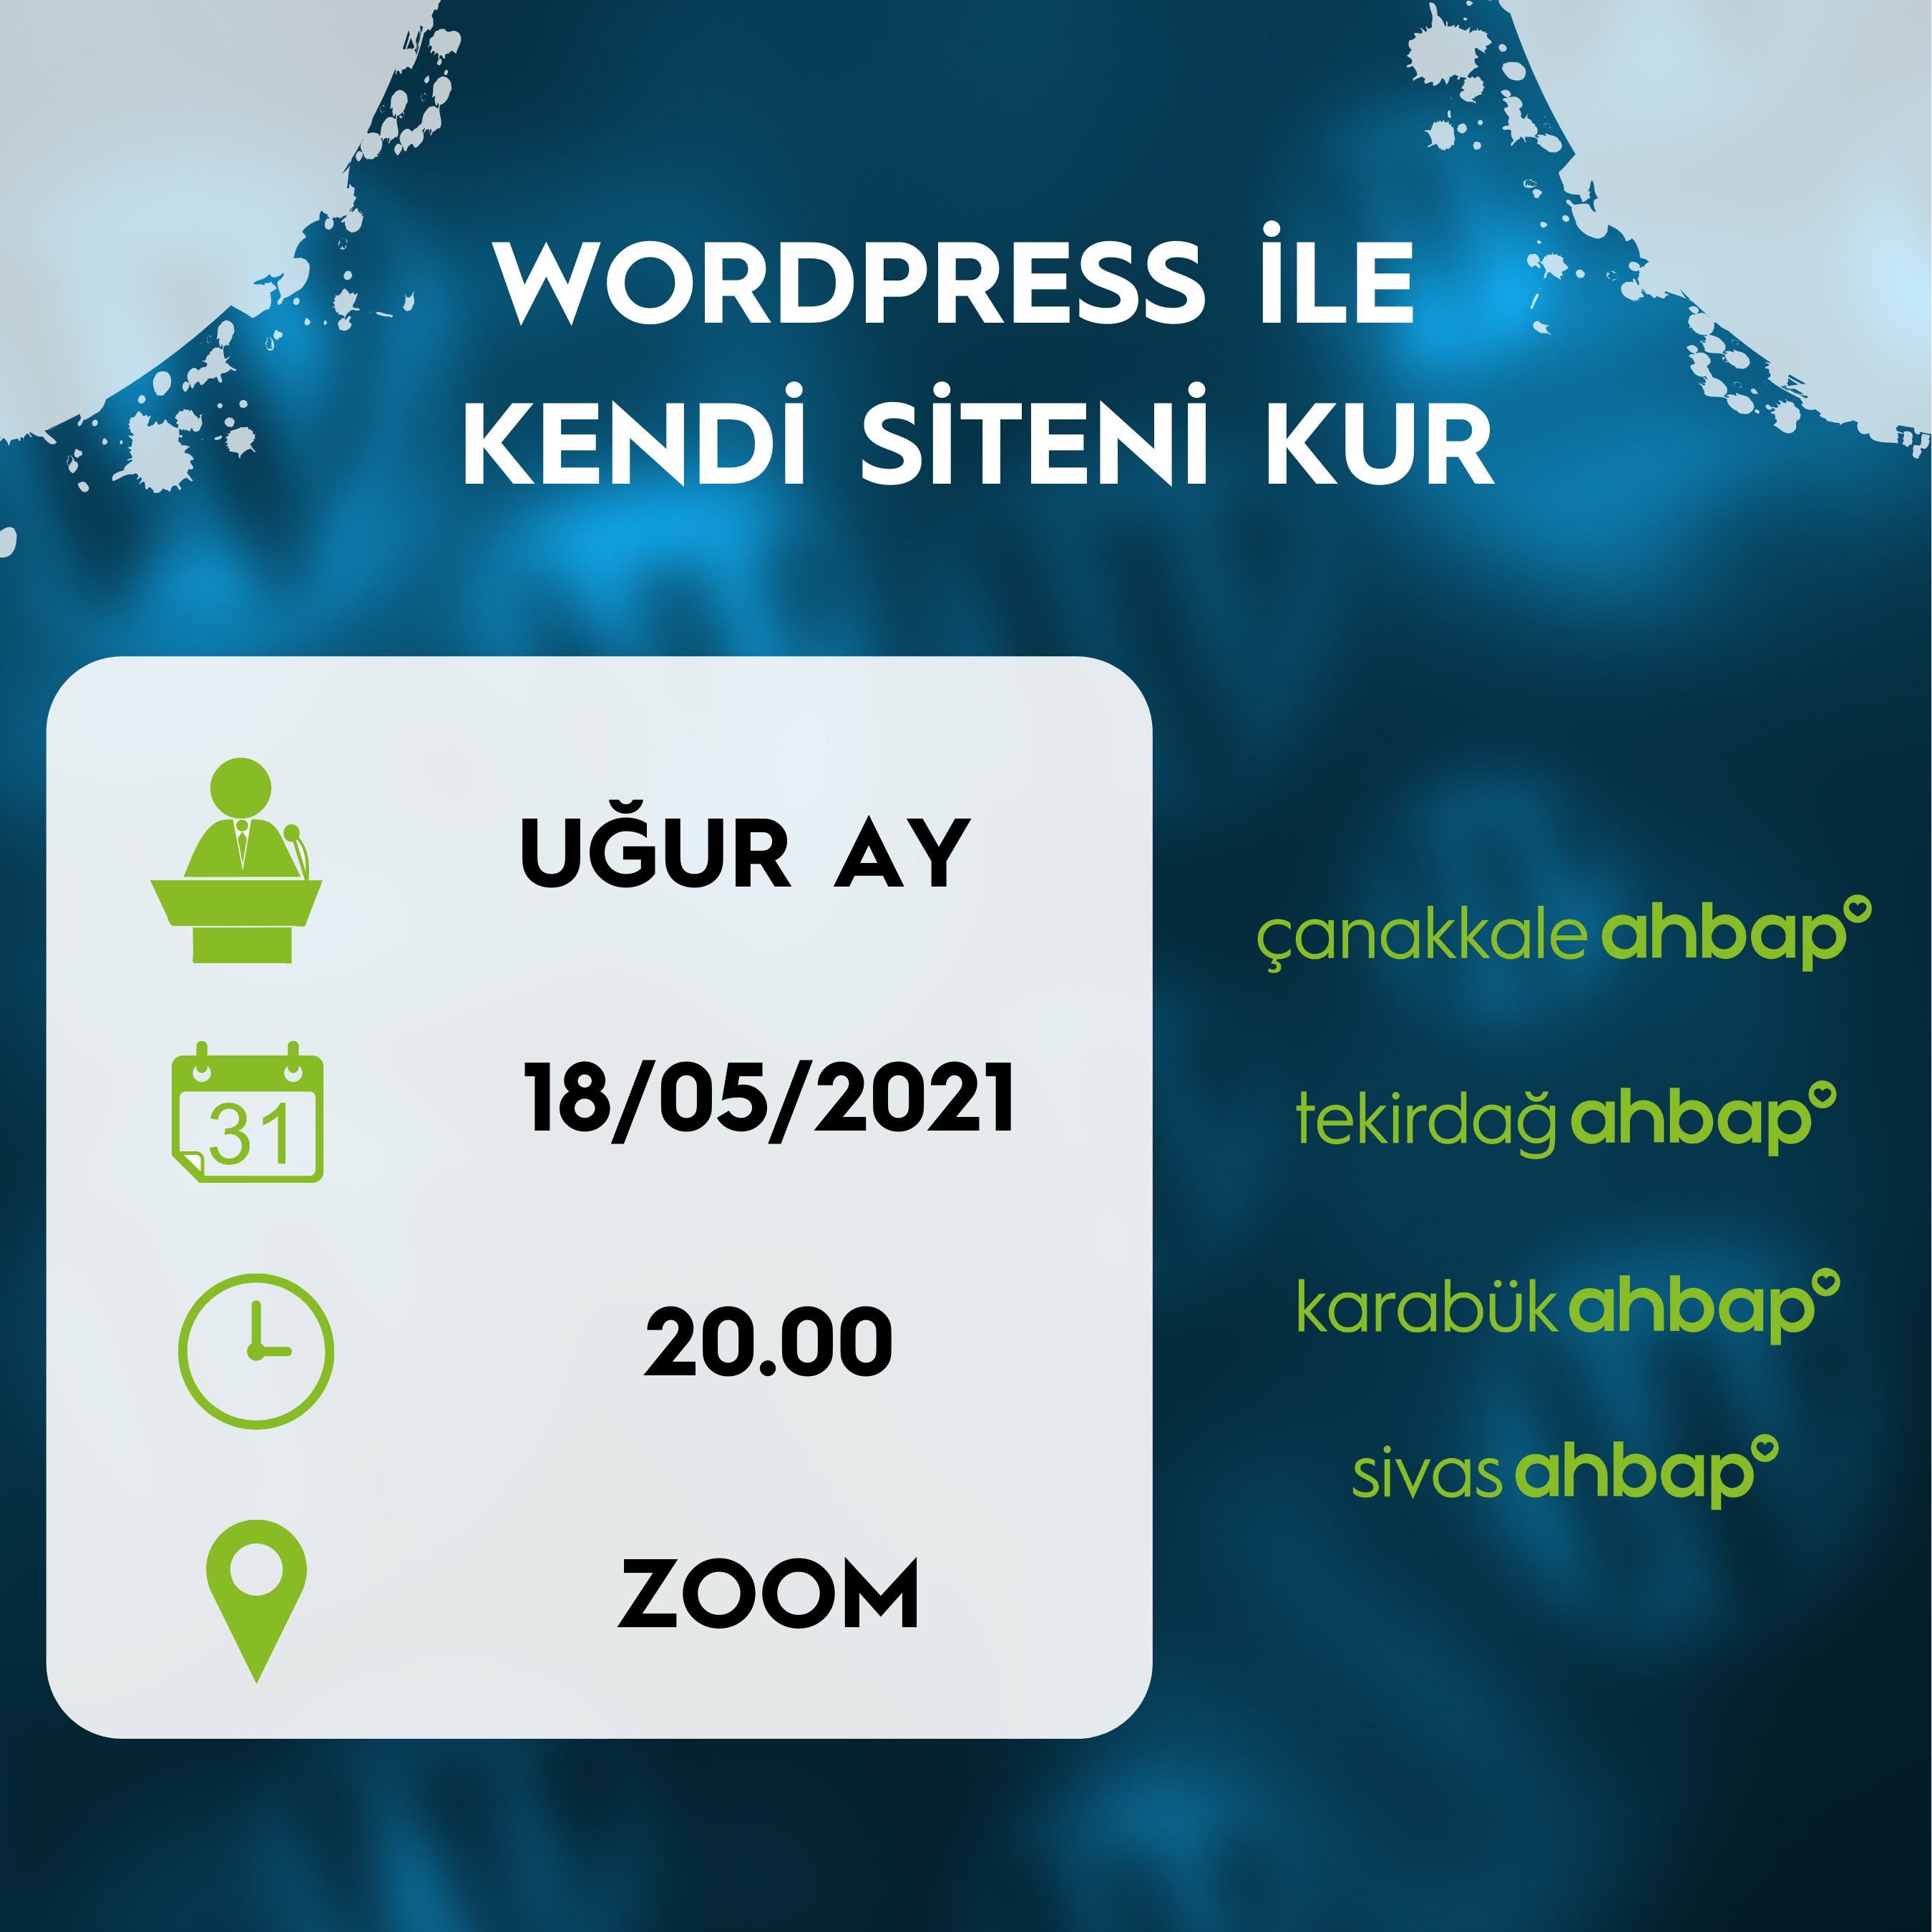 WORDPRESS İLE
KENDİ SİTENİ KUR
UĞUR AY
31
18/05/2021
20.00
ZOOM
çanakkale ahbap
tekirdağ ahbap
karabük ahbap
sivas ahbap